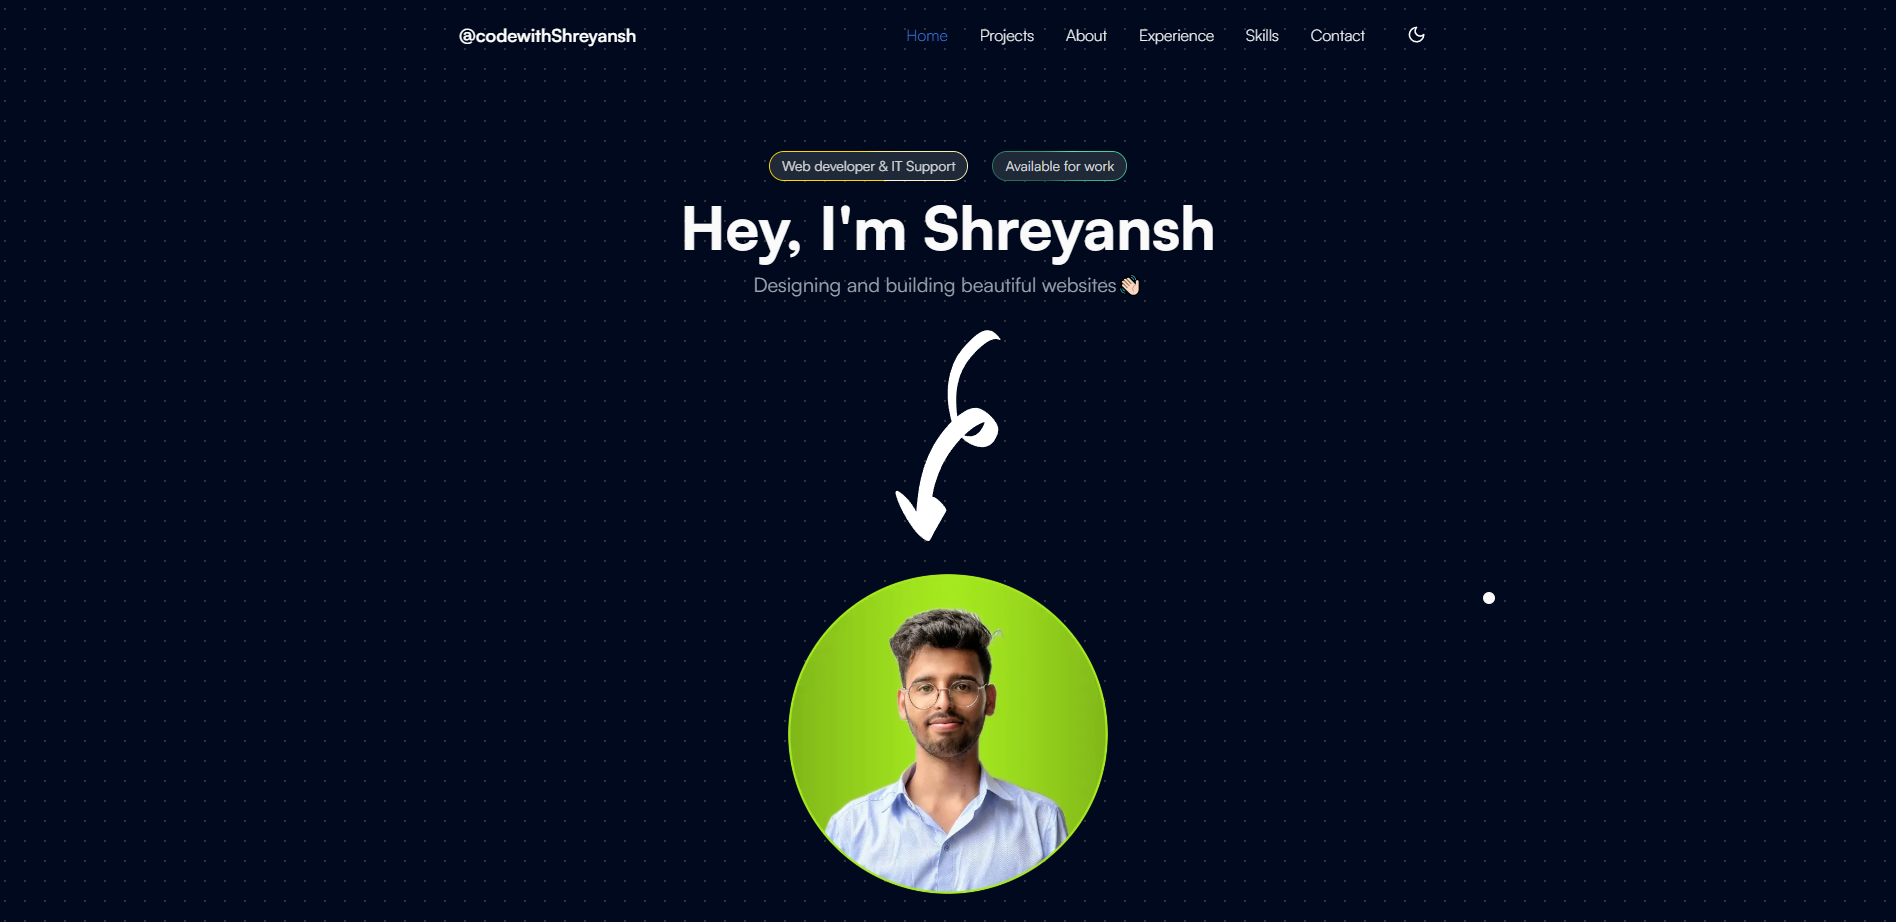 @codewithShreyansh
Home Projects About Experience Skills Contact
Web developer & IT Support Available for work
Hey, I'm Shreyansh
Designing and building beautiful websites👋🏻